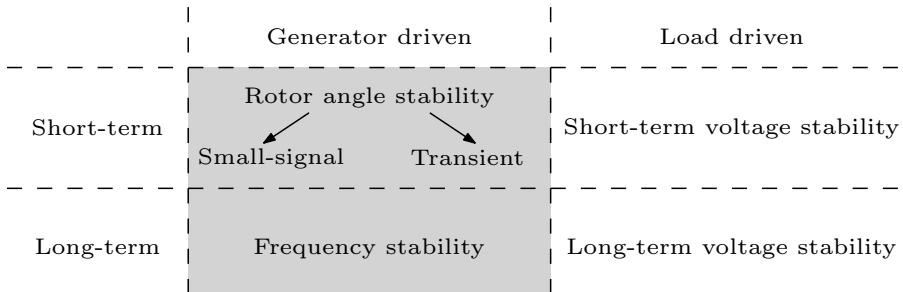 Generator driven
Load driven
Short-term
Rotor angle stability
Small-signal
Transient
Short-term voltage stability
Long-term
Frequency stability
Long-term voltage stability